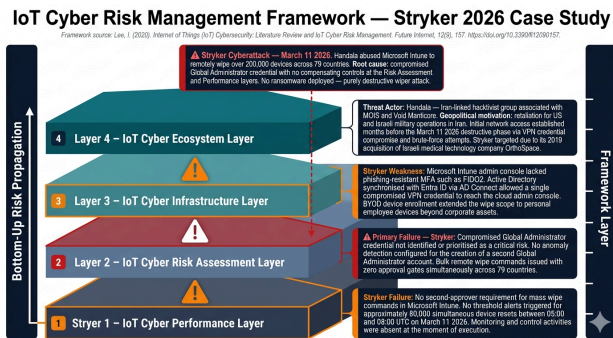 IoT Cyber Risk Management Framework — Stryker 2026 Case Study
Framework source: Lee, I. (2020). Internet of Things (IoT) Cybersecurity: Literature Review and IoT Cyber Risk Management. Future Internet, 12(9), 157. https://doi.org/10.3390/fi12090157.
Stryker Cyberattack — March 11 2026. Handala abused Microsoft Intune to
remotely wipe over 200,000 devices across 79 countries. Root cause: compromised
Global Administrator credential with no compensating controls at the Risk Assessment
and Performance layers. No ransomware deployed — purely destructive wiper attack.
Bottom-Up Risk Propagation
4 Layer 4 – IoT Cyber Ecosystem Layer
Threat Actor: Handala — Iran-linked hacktivist group associated with
MOIS and Void Manticore. Geopolitical motivation: retaliation for US
and Israeli military operations in Iran. Initial network access established
months before the March 11 2026 destructive phase via VPN credential
compromise and brute-force attempts. Stryker targeted due to its 2019
acquisition of Israeli medical technology company OrthoSpace.
3 Layer 3 – IoT Cyber Infrastructure Layer
Stryker Weakness: Microsoft Intune admin console lacked
phishing-resistant MFA such as FIDO2. Active Directory
synchronised with Entra ID via AD Connect allowed a single
compromised VPN credential to reach the cloud admin console.
BYOD device enrollment extended the wipe scope to personal
employee devices beyond corporate assets.
2 Layer 2 – IoT Cyber Risk Assessment Layer
Primary Failure — Stryker: Compromised Global Administrator
credential not identified or prioritised as a critical risk. No anomaly
detection configured for the creation of a second Global
Administrator account. Bulk remote wipe commands issued with
zero approval gates simultaneously across 79 countries.
1 Stryer 1 – IoT Cyber Performance Layer
Stryker Failure: No second-approver requirement for mass wipe
commands in Microsoft Intune. No threshold alerts triggered for
approximately 80,000 simultaneous device resets between 05:00
and 08:00 UTC on March 11 2026. Monitoring and control activities
were absent at the moment of execution.
Framework Layer